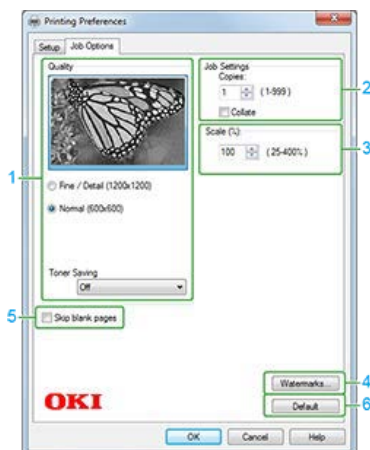 Printing Preferences
Setup Job Options
Quality
Job Settings
Copies:
1 (1-999)
Collate
2
Scale (%):
100 (25-400%)
3
1
Fine / Detail (1200x1200)
Normal (600x600)
Toner Saving
Off
5
Skip blank pages
Watermarks...
4
OKI
Default
6
OK Cancel Help